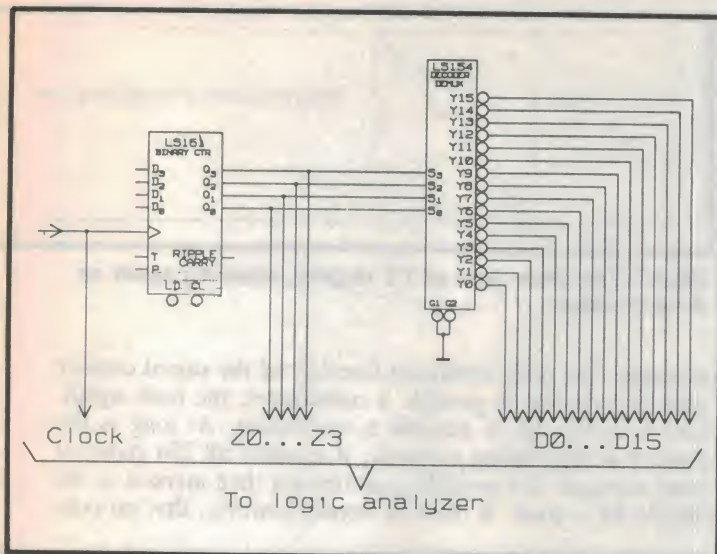 LS161
BINARY CTR
D3 Q3
D2 Q2
D1 Q1
D0 Q0
T RIPPLE
P CARRY
LD CL
LS154
DECODER
DEMUX
Y15
Y14
Y13
Y12
Y11
Y10
S3 Y9
S2 Y8
S1 Y7
S0 Y6
Y5
Y4
Y3
Y2
Y1
Y0
G1 G2
Clock Z0...Z3 D0...D15
To logic analyzer